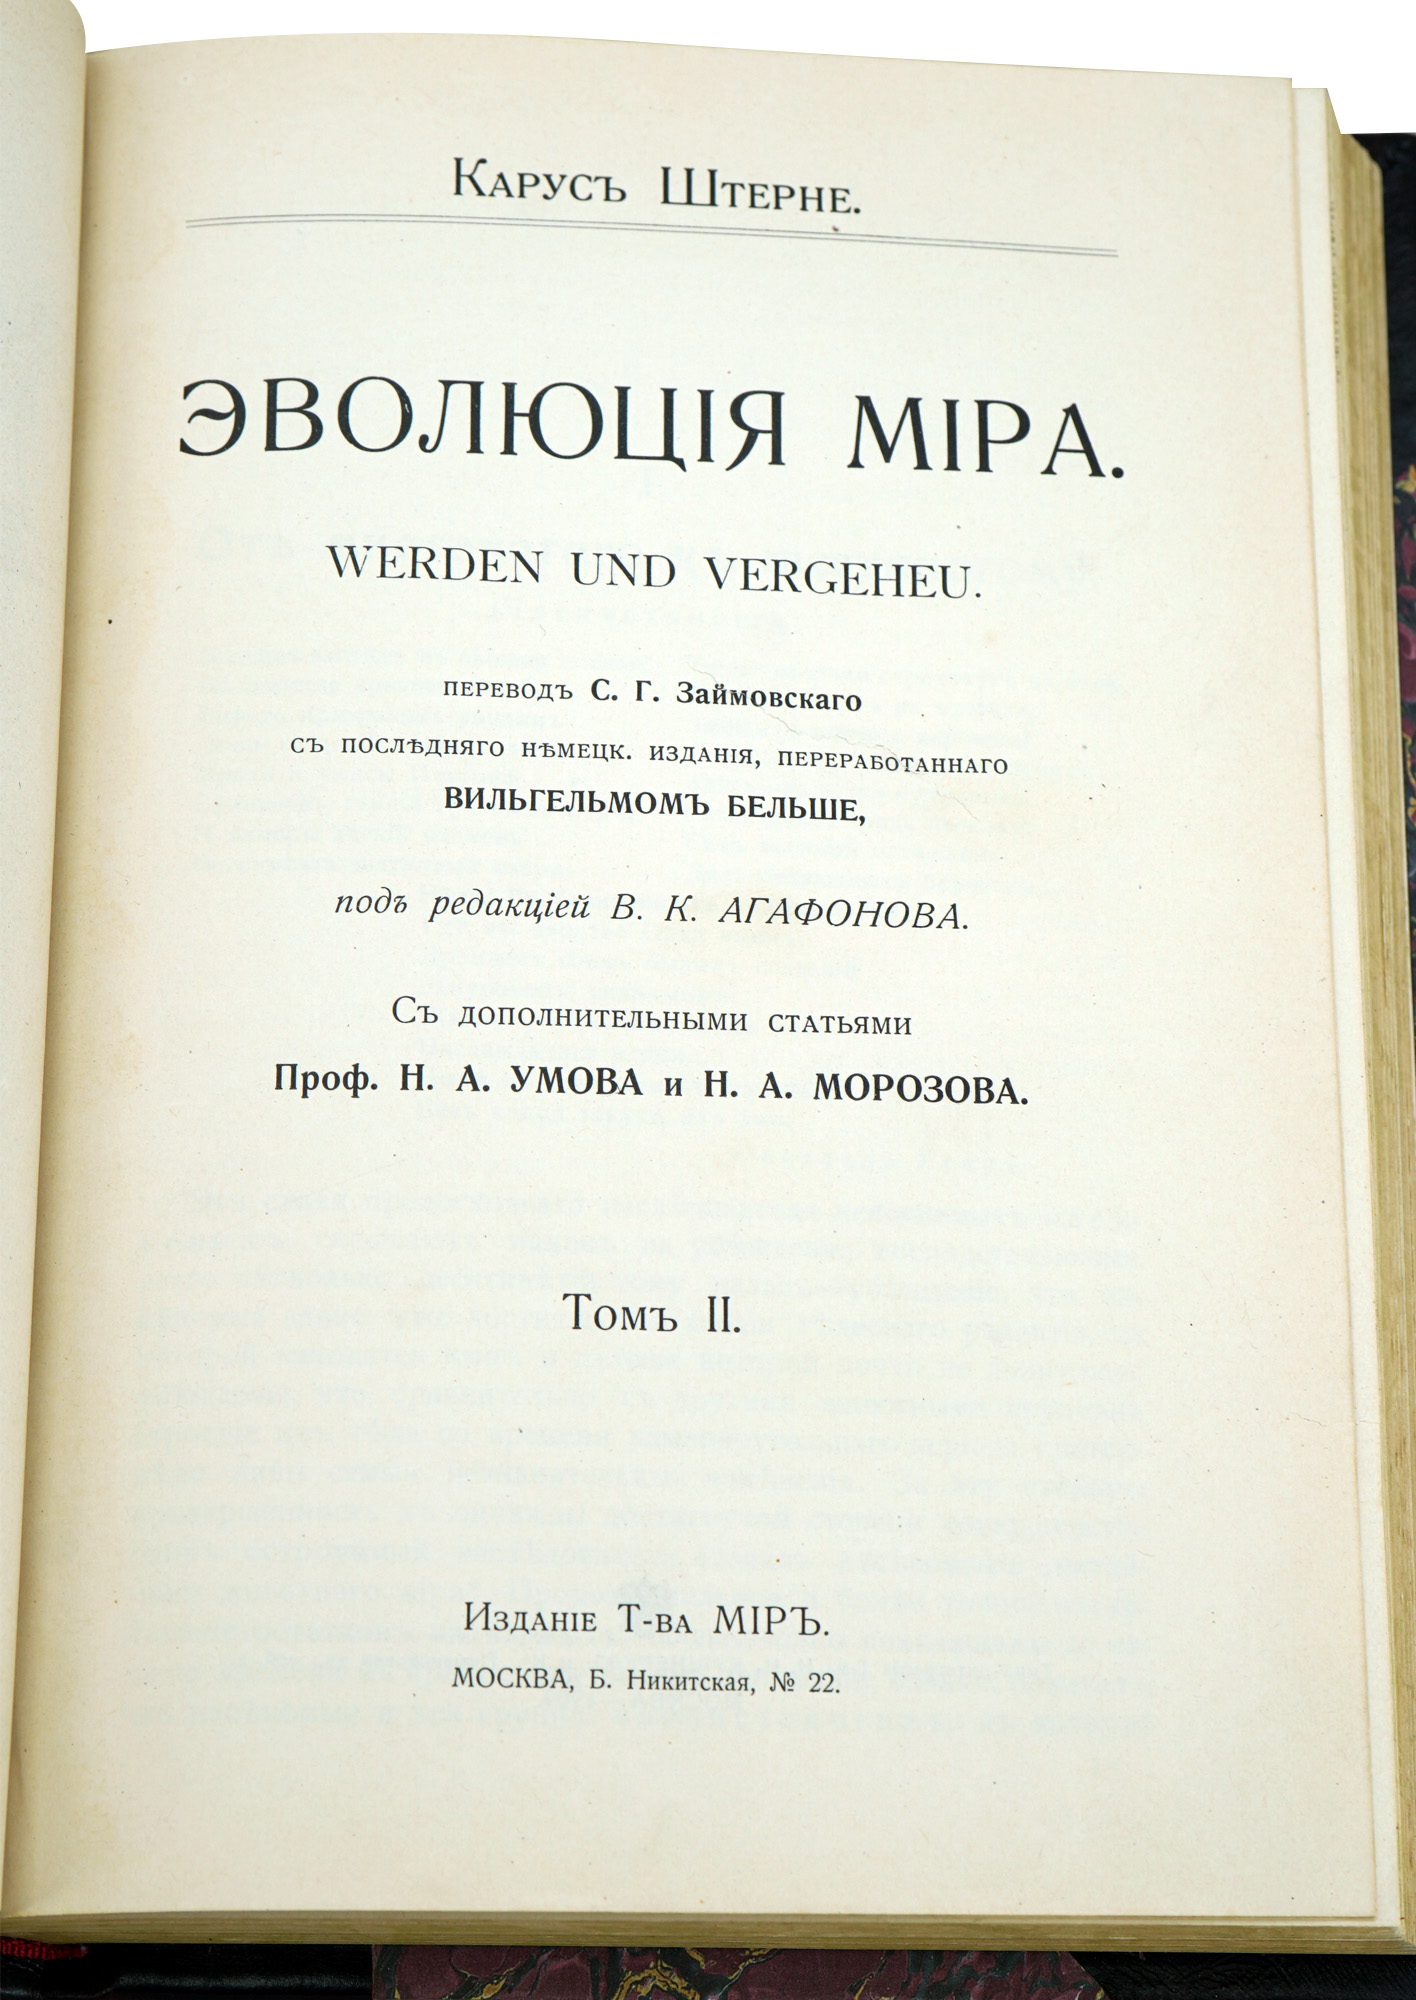 Карусъ Штерне.
ЭВОЛЮЦІЯ МІРА.
WERDEN UND VERGEHEU.
переводъ С. Г. Займовскаго
съ послѣдняго нѣмецк. изданія, переработаннаго
ВИЛЬГЕЛЬМОМЪ БЕЛЬШЕ,
подъ редакціей В. К. АГАФОНОВА.
Съ дополнительными статьями
Проф. Н. А. УМОВА и Н. А. МОРОЗОВА.
Томъ II.
Изданіе Т-ва МІРЪ.
МОСКВА, Б. Никитская, № 22.